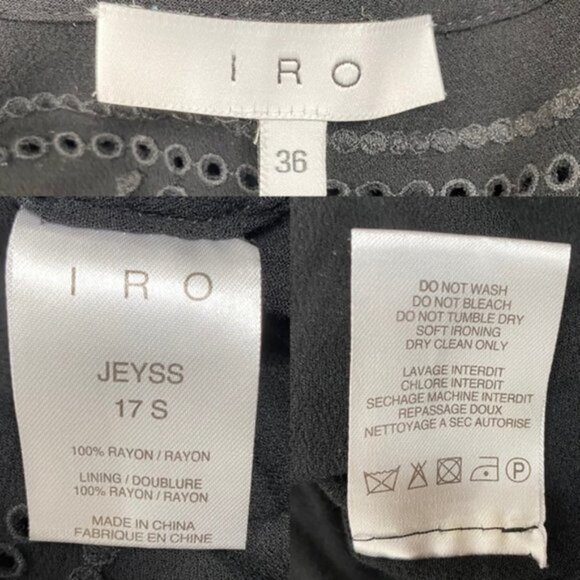 IRO
36
IRO
JEYSS
17 S
100% RAYON / RAYON
LINING / DOUBLURE
100% RAYON / RAYON
MADE IN CHINA
FABRIQUE EN CHINE
DO NOT WASH
DO NOT BLEACH
DO NOT TUMBLE DRY
SOFT IRONING
DRY CLEAN ONLY
LAVAGE INTERDIT
CHLORE INTERDIT
SECHAGE MACHINE INTERDIT
REPASSAGE DOUX
NETTOYAGE A SEC AUTORISE
P